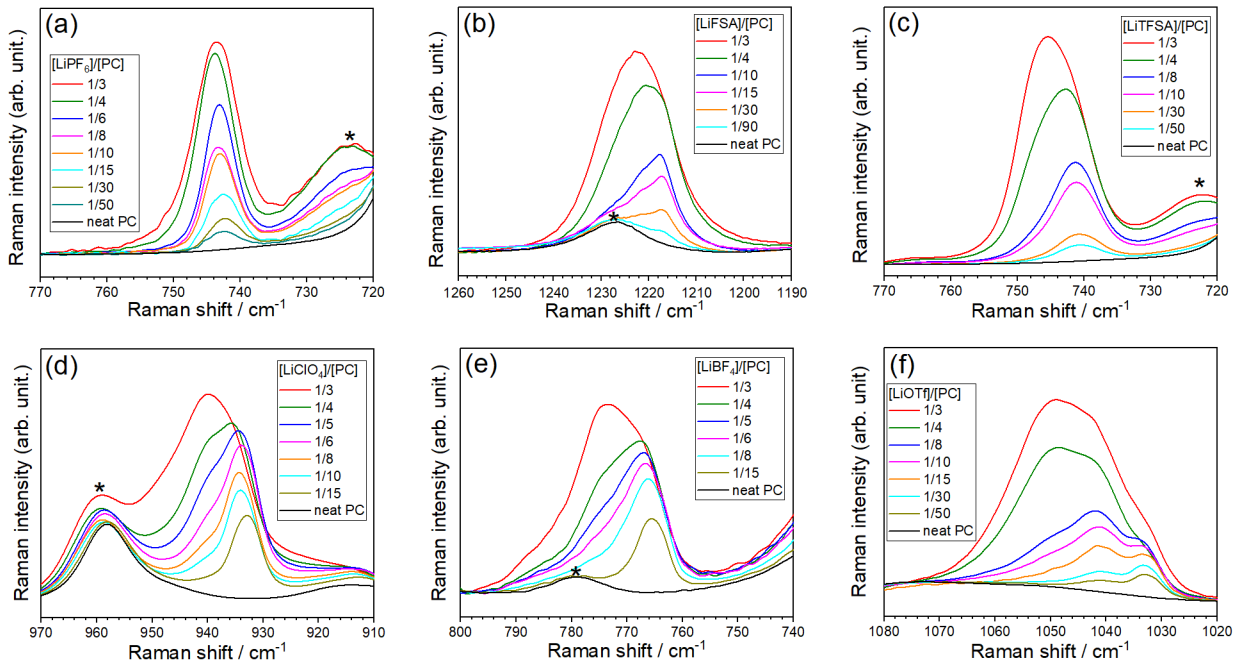 (a)
[LiPF6]/[PC]
1/3
1/4
1/6
1/8
1/10
1/15
1/30
1/50
neat PC
*
Raman intensity (arb. unit.)
770 760 750 740 730 720
Raman shift / cm-1
(b)
[LiFSA]/[PC]
1/3
1/4
1/10
1/15
1/30
1/90
neat PC
*
Raman intensity (arb. unit.)
1260 1250 1240 1230 1220 1210 1200 1190
Raman shift / cm-1
(c)
[LiTFSA]/[PC]
1/3
1/4
1/8
1/10
1/30
1/50
neat PC
*
Raman intensity (arb. unit.)
770 760 750 740 730 720
Raman shift / cm-1
(d)
[LiClO4]/[PC]
1/3
1/4
1/5
1/6
1/8
1/10
1/15
neat PC
*
Raman intensity (arb. unit.)
970 960 950 940 930 920 910
Raman shift / cm-1
(e)
[LiBF4]/[PC]
1/3
1/4
1/5
1/6
1/8
1/15
neat PC
*
Raman intensity (arb. unit.)
800 790 780 770 760 750 740
Raman shift / cm-1
(f)
[LiOTf]/[PC]
1/3
1/4
1/8
1/10
1/15
1/30
1/50
neat PC
Raman intensity (arb. unit.)
1080 1070 1060 1050 1040 1030 1020
Raman shift / cm-1